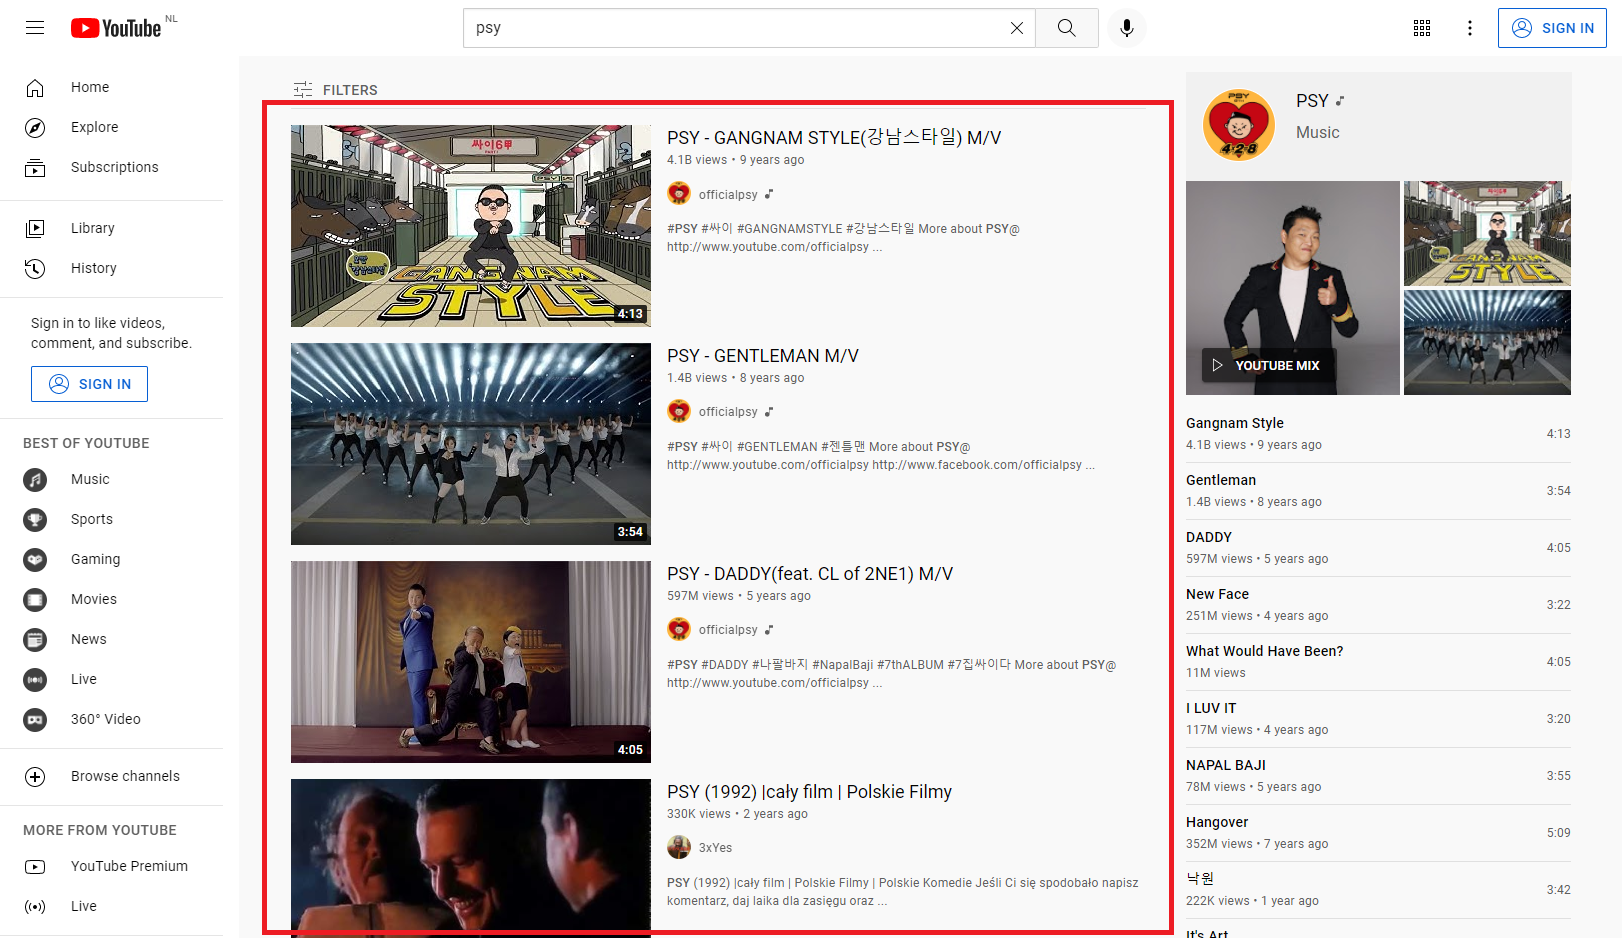 YouTube NL
psy
SIGN IN
Home
Explore
Subscriptions
Library
History
Sign in to like videos,
comment, and subscribe.
SIGN IN
BEST OF YOUTUBE
Music
Sports
Gaming
Movies
News
Live
360° Video
Browse channels
MORE FROM YOUTUBE
YouTube Premium
Live
FILTERS
싸이6甲
PSY
GANGNAM
STYLE
4:13
PSY - GANGNAM STYLE(강남스타일) M/V
4.1B views • 9 years ago
officialpsy
#PSY #싸이 #GANGNAMSTYLE #강남스타일 More about PSY@
http://www.youtube.com/officialpsy ...
3:54
PSY - GENTLEMAN M/V
1.4B views • 8 years ago
officialpsy
#PSY #싸이 #GENTLEMAN #젠틀맨 More about PSY@
http://www.youtube.com/officialpsy http://www.facebook.com/officialpsy ...
4:05
PSY - DADDY(feat. CL of 2NE1) M/V
597M views • 5 years ago
officialpsy
#PSY #DADDY #나팔바지 #NapalBaji #7thALBUM #7집싸이다 More about PSY@
http://www.youtube.com/officialpsy ...
PSY (1992) |cały film | Polskie Filmy
330K views • 2 years ago
3xYes
PSY (1992) |cały film | Polskie Filmy | Polskie Komedie Jeśli Ci się spodobało napisz
komentarz, daj laika dla zasięgu oraz ...
PSY
4·2·8
PSY
Music
YOUTUBE MIX
싸이6甲
GANGNAM
STYLE
Gangnam Style
4.1B views • 9 years ago
4:13
Gentleman
1.4B views • 8 years ago
3:54
DADDY
597M views • 5 years ago
4:05
New Face
251M views • 4 years ago
3:22
What Would Have Been?
11M views
4:05
I LUV IT
117M views • 4 years ago
3:20
NAPAL BAJI
78M views • 5 years ago
3:55
Hangover
352M views • 7 years ago
5:09
낙원
222K views • 1 year ago
3:42
It's Art